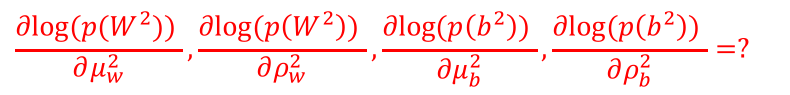 ∂log(p(W²))/∂μ_w², ∂log(p(W²))/∂ρ_w², ∂log(p(b²))/∂μ_b², ∂log(p(b²))/∂ρ_b² =?